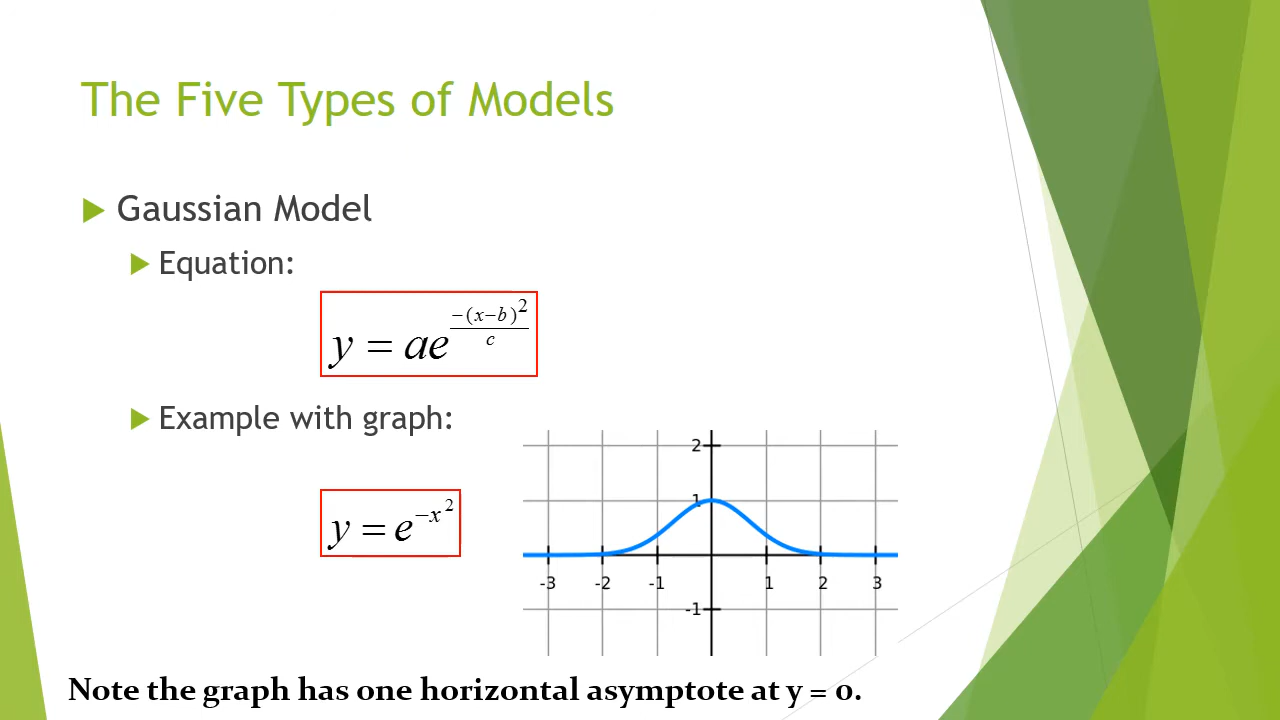 The Five Types of Models
Gaussian Model
Equation:
y = ae^{\frac{-(x-b)^2}{c}}
Example with graph:
y = e^{-x^2}
2
1
-3 -2 -1 1 2 3
-1
Note the graph has one horizontal asymptote at y = 0.